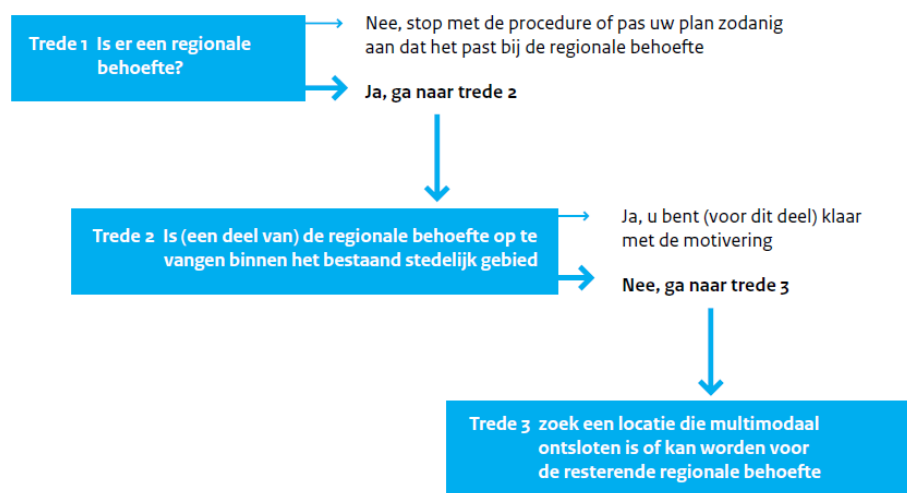 Trede 1 Is er een regionale
behoefte?
Nee, stop met de procedure of pas uw plan zodanig
aan dat het past bij de regionale behoefte
Ja, ga naar trede 2
Trede 2 Is (een deel van) de regionale behoefte op te
vangen binnen het bestaand stedelijk gebied
Ja, u bent (voor dit deel) klaar
met de motivering
Nee, ga naar trede 3
Trede 3 zoek een locatie die multimodaal
ontsloten is of kan worden voor
de resterende regionale behoefte